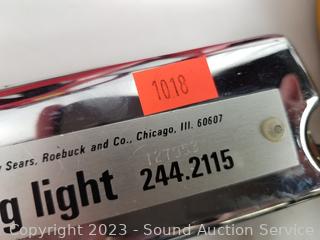 1018
Sears, Roebuck and Co., Chicago, Ill. 60607
light 244.2115
Copyright 2023 - Sound Auction Service